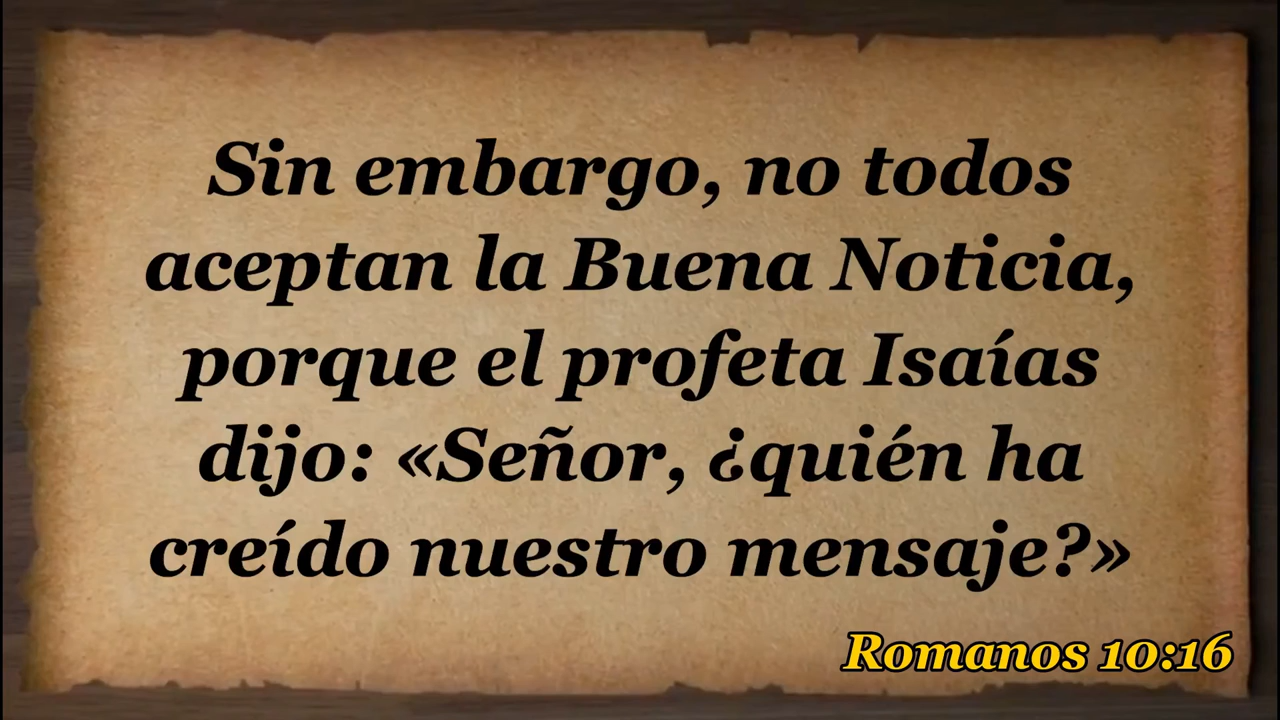 Sin embargo, no todos
aceptan la Buena Noticia,
porque el profeta Isaías
dijo: «Señor, ¿quién ha
creído nuestro mensaje?»
Romanos 10:16